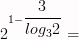 2^{1-\frac{3}{log_3 2}} =